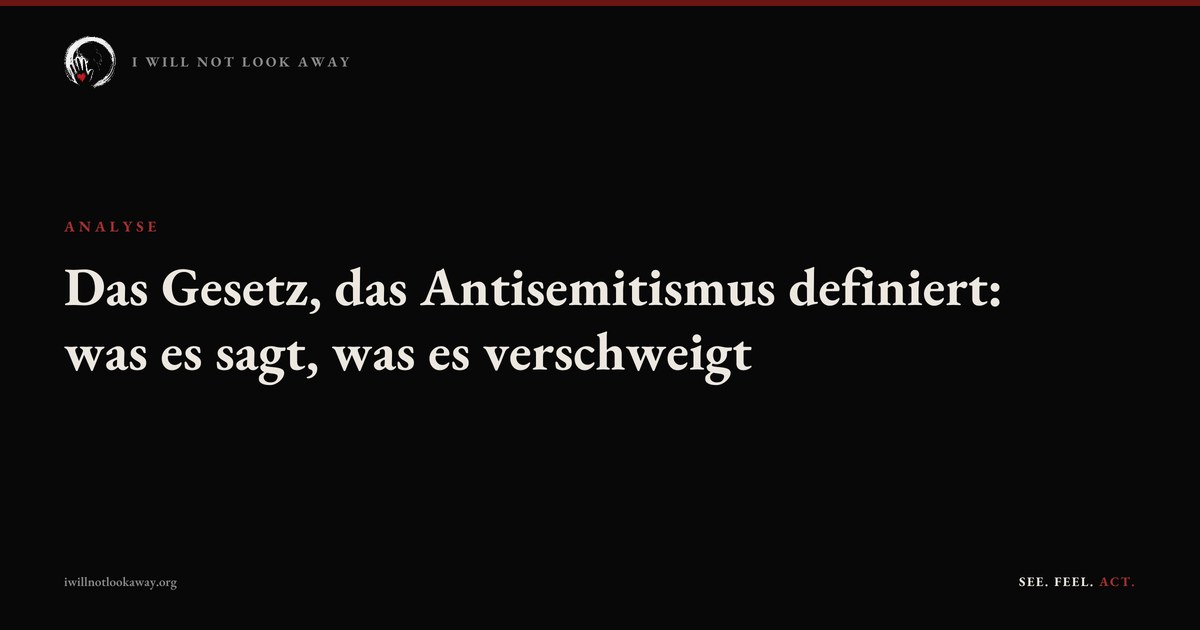 I WILL NOT LOOK AWAY
ANALYSE
Das Gesetz, das Antisemitismus definiert:
was es sagt, was es verschweigt
iwillnotlookaway.org
SEE. FEEL. ACT.